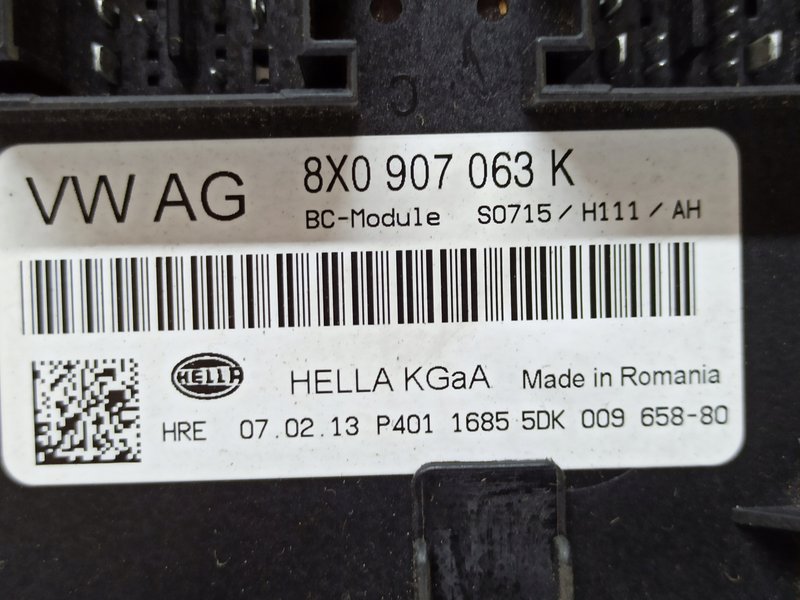 VW AG
8X0 907 063 K
BC-Module S0715 / H111 / AH
HELLA
HELLA KGaA Made in Romania
HRE 07.02.13 P401 1685 5DK 009 658-80
C